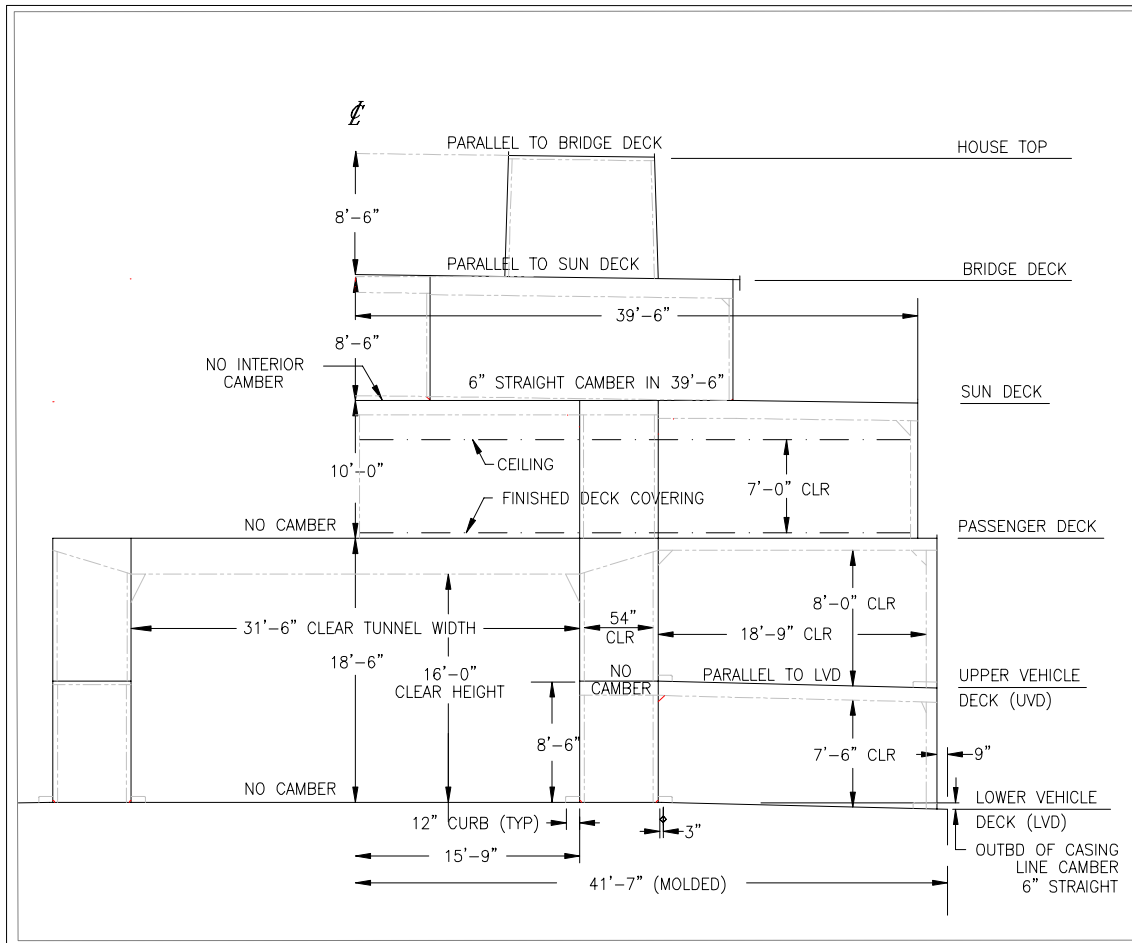 ℄
PARALLEL TO BRIDGE DECK
HOUSE TOP
8'-6"
PARALLEL TO SUN DECK
BRIDGE DECK
39'-6"
8'-6"
NO INTERIOR
CAMBER
6" STRAIGHT CAMBER IN 39'-6"
SUN DECK
CEILING
10'-0"
7'-0" CLR
FINISHED DECK COVERING
NO CAMBER
PASSENGER DECK
8'-0" CLR
54"
CLR
31'-6" CLEAR TUNNEL WIDTH
18'-9" CLR
18'-6"
16'-0"
CLEAR HEIGHT
NO
CAMBER
PARALLEL TO LVD
UPPER VEHICLE
DECK (UVD)
8'-6"
7'-6" CLR
9"
NO CAMBER
LOWER VEHICLE
DECK (LVD)
12" CURB (TYP)
3"
OUTBD OF CASING
LINE CAMBER
6" STRAIGHT
15'-9"
41'-7" (MOLDED)